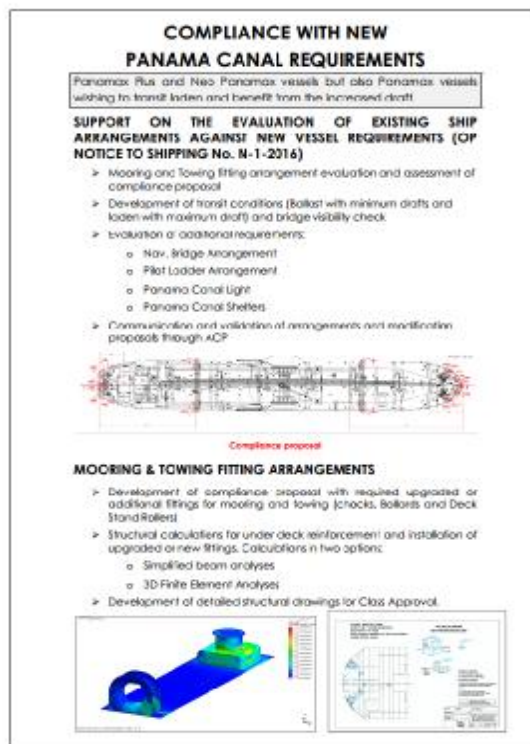 COMPLIANCE WITH NEW
PANAMA CANAL REQUIREMENTS
Panamax Plus and Neo Panamax vessels but also Panamax vessels
wishing to transit laden and benefit from the increased draft
SUPPORT ON THE EVALUATION OF EXISTING SHIP
ARRANGEMENTS AGAINST NEW VESSEL REQUIREMENTS (OP
NOTICE TO SHIPPING No. N-1-2016)
➢ Mooring and Towing fitting arrangement evaluation and assessment of
compliance proposal
➢ Development of transit conditions (Ballast with minimum drafts and
laden with maximum draft) and bridge visibility check
➢ Evaluation of additional requirements:
o Nav. Bridge Arrangement
o Pilot Ladder Arrangement
o Panama Canal Light
o Panama Canal Shelters
➢ Communication and validation of arrangements and modification
proposals through ACP
Compliance proposal
MOORING & TOWING FITTING ARRANGEMENTS
➢ Development of compliance proposal with required upgraded or
additional fittings for mooring and towing (chocks, Bollards and Deck
Stand Rollers)
➢ Structural calculations for under deck reinforcement and installation of
upgraded or new fittings. Calculations in two options:
o Simplified beam analyses
o 3D Finite Element Analyses
➢ Development of detailed structural drawings for Class Approval.